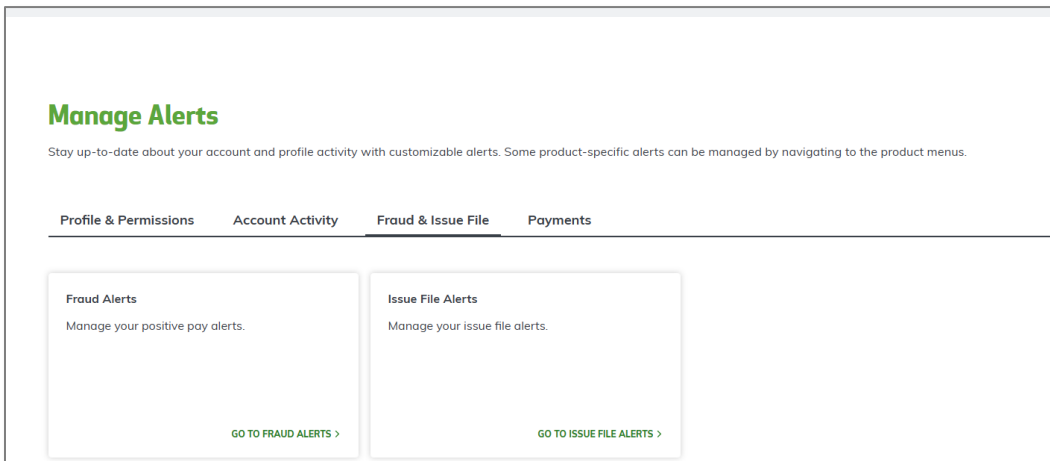 Manage Alerts
Stay up-to-date about your account and profile activity with customizable alerts. Some product-specific alerts can be managed by navigating to the product menus.
Profile & Permissions Account Activity Fraud & Issue File Payments
Fraud Alerts
Manage your positive pay alerts.
GO TO FRAUD ALERTS >
Issue File Alerts
Manage your issue file alerts.
GO TO ISSUE FILE ALERTS >